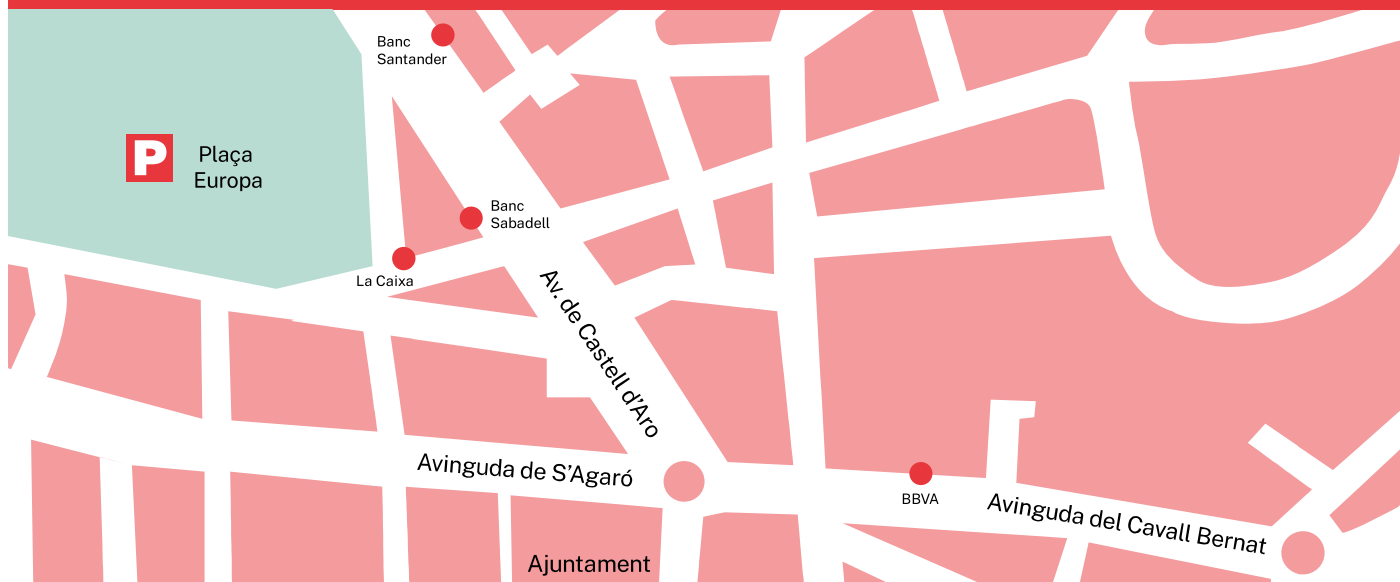 Banc
Santander
P
Plaça
Europa
Banc
Sabadell
La Caixa
Av. de Castell d’Aro
Avinguda de S’Agaró
BBVA
Avinguda del Cavall Bernat
Ajuntament